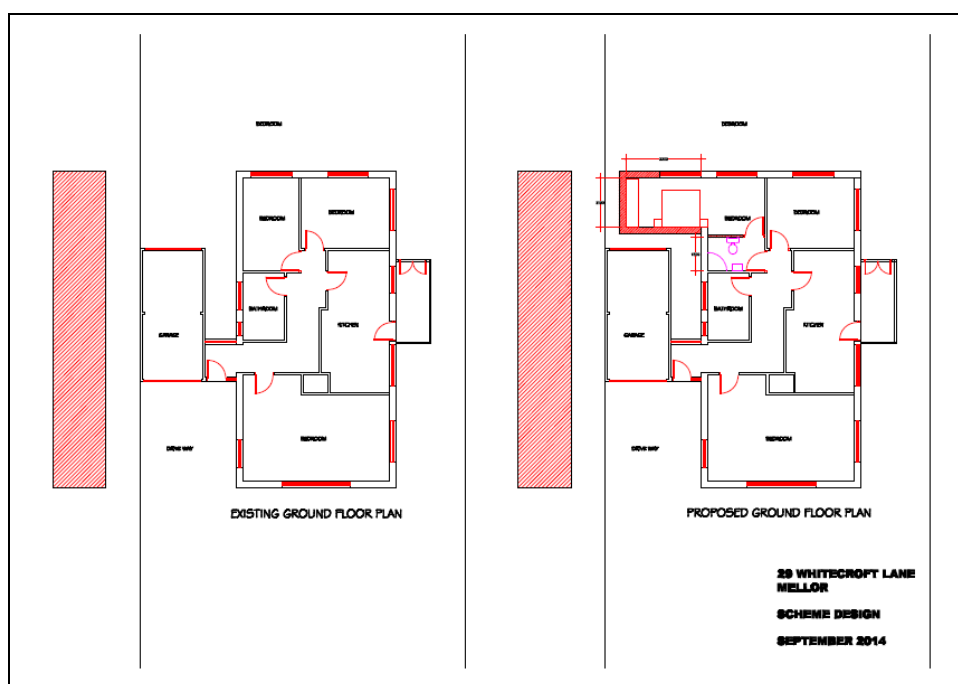 BEDROOM
BEDROOM
BEDROOM
BATHROOM
GARAGE
KITCHEN
BEDROOM
DRIVE WAY
EXISTING GROUND FLOOR PLAN
BEDROOM
BEDROOM
BEDROOM
BATHROOM
GARAGE
KITCHEN
BEDROOM
DRIVE WAY
PROPOSED GROUND FLOOR PLAN
29 WHITECROFT LANE
MELLOR
SCHEME DESIGN
SEPTEMBER 2014